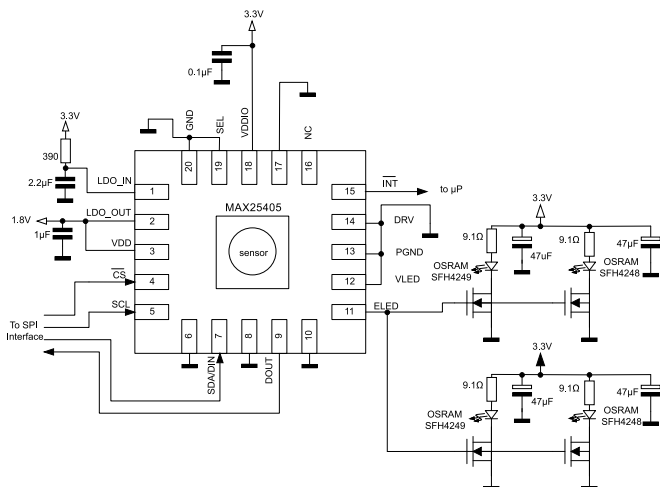 3.3V
0.1µF
GND
SEL
VDDIO
NC
20
19
18
17
16
3.3V
390
2.2µF
LDO_IN
1
1.8V
LDO_OUT
2
1µF
VDD
3
CS
4
SCL
5
To SPI
Interface
MAX25405
sensor
15
INT
to µP
14
DRV
13
PGND
12
VLED
11
ELED
6
7
8
9
10
SDA/DIN
DOUT
3.3V
9.1Ω
47uF
9.1Ω
47µF
OSRAM
SFH4249
OSRAM
SFH4248
3.3V
9.1Ω
47µF
9.1Ω
47µF
OSRAM
SFH4249
OSRAM
SFH4248